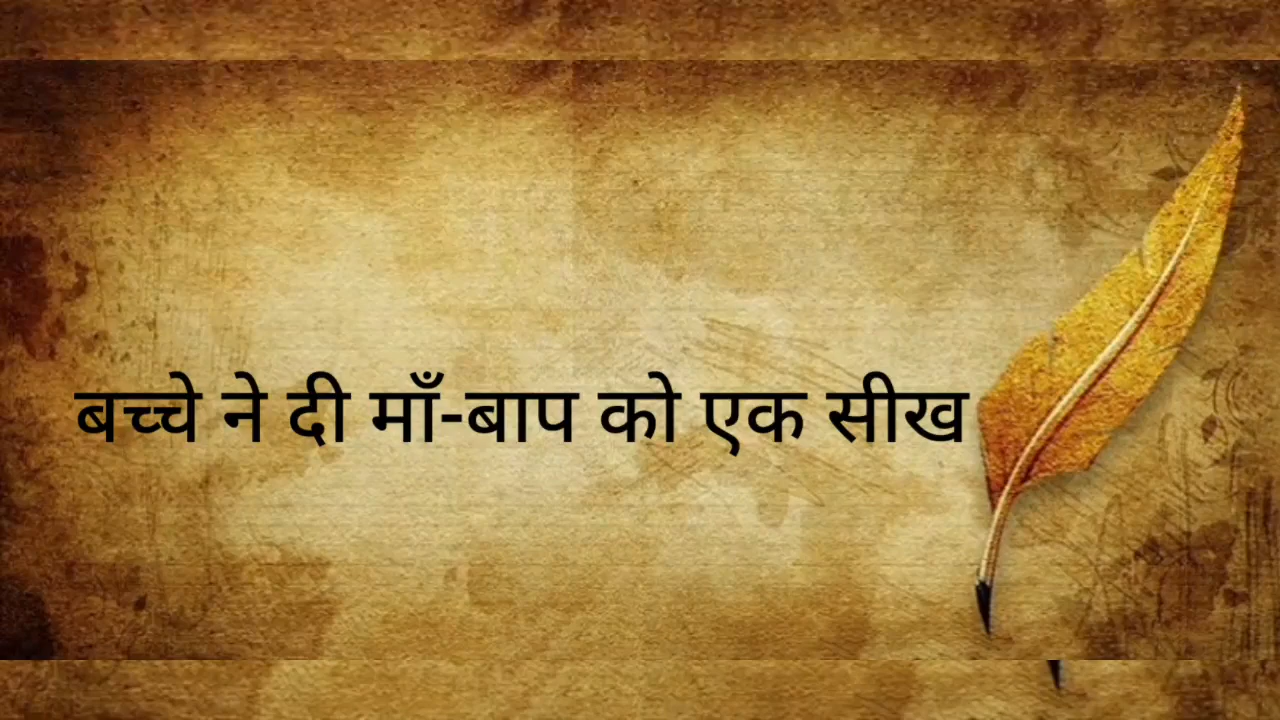 बच्चे ने दी माँ-बाप को एक सीख